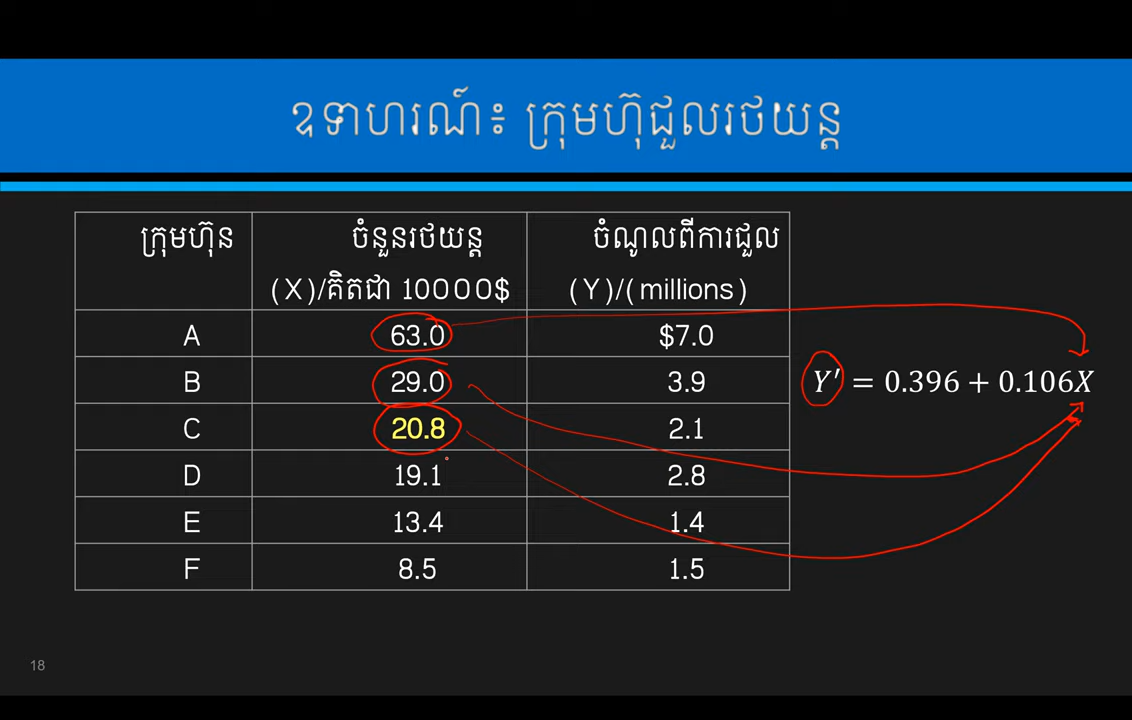 ឧទាហរណ៍៖ ក្រុមហ៊ុជួលរថយន្ត
ក្រុមហ៊ុន ចំនួនរថយន្ត ចំណូលពីការជួល
(X)/គិតជា 10000$ (Y)/(millions)
A 63.0 $7.0
B 29.0 3.9 Y′ = 0.396 + 0.106X
C 20.8 2.1
D 19.1 2.8
E 13.4 1.4
F 8.5 1.5
18